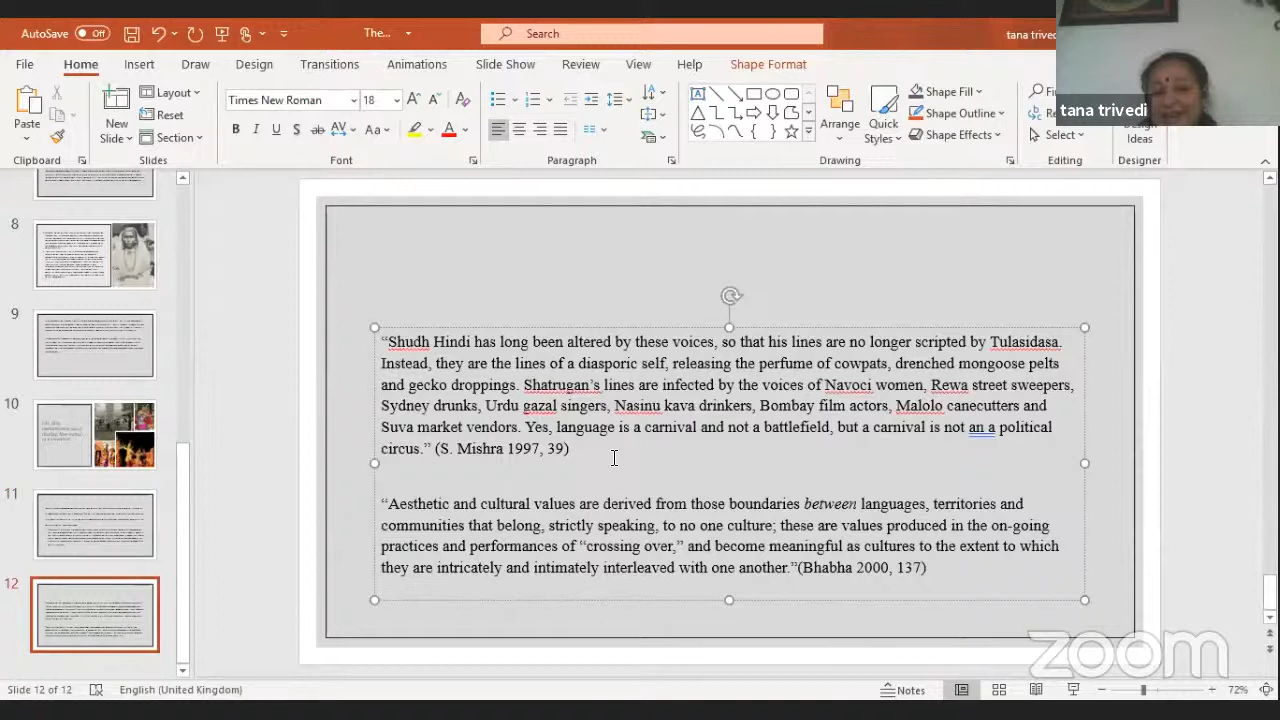 AutoSave Off The... Search tana trivedi
File Home Insert Draw Design Transitions Animations Slide Show Review View Help Shape Format
Paste New Slide Layout Reset Section Times New Roman 18 Arrange Quick Styles Shape Fill Shape Outline Shape Effects Select Design Ideas
tana trivedi
Clipboard Slides Font Paragraph Drawing Editing Designer
8
9
10
11
12
“Shudh Hindi has long been altered by these voices, so that his lines are no longer scripted by Tulasidasa.
Instead, they are the lines of a diasporic self, releasing the perfume of cowpats, drenched mongoose pelts
and gecko droppings. Shatrugan’s lines are infected by the voices of Navoci women, Rewa street sweepers,
Sydney drunks, Urdu gazal singers, Nasinu kava drinkers, Bombay film actors, Malolo canecutters and
Suva market vendors. Yes, language is a carnival and not a battlefield, but a carnival is not an a political
circus.” (S. Mishra 1997, 39)
“Aesthetic and cultural values are derived from those boundaries between languages, territories and
communities that belong, strictly speaking, to no one culture; these are values produced in the on-going
practices and performances of “crossing over,” and become meaningful as cultures to the extent to which
they are intricately and intimately interleaved with one another.”(Bhabha 2000, 137)
zoom
Slide 12 of 12 English (United Kingdom) Notes 72%